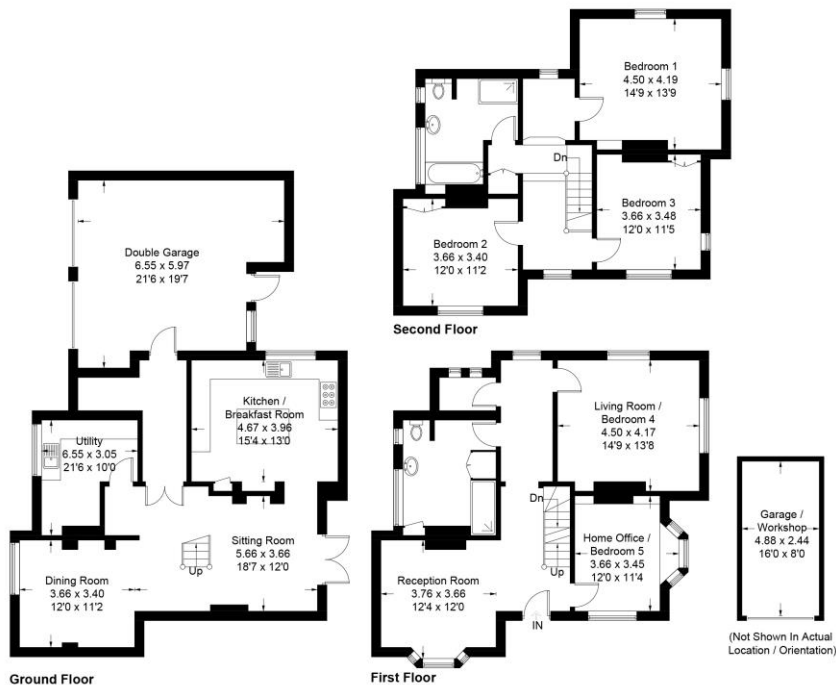 Bedroom 1
4.50 x 4.19
14'9 x 13'9
Dn
Bedroom 3
3.66 x 3.48
12'0 x 11'5
Bedroom 2
3.66 x 3.40
12'0 x 11'2
Second Floor
Double Garage
6.55 x 5.97
21'6 x 19'7
Kitchen /
Breakfast Room
4.67 x 3.96
15'4 x 13'0
Utility
6.55 x 3.05
21'6 x 10'0
Sitting Room
5.66 x 3.66
18'7 x 12'0
Up
Dining Room
3.66 x 3.40
12'0 x 11'2
Ground Floor
Living Room /
Bedroom 4
4.50 x 4.17
14'9 x 13'8
Dn
Up
Home Office /
Bedroom 5
3.66 x 3.45
12'0 x 11'4
Reception Room
3.76 x 3.66
12'4 x 12'0
IN
First Floor
Garage /
Workshop
4.88 x 2.44
16'0 x 8'0
(Not Shown In Actual
Location / Orientation)